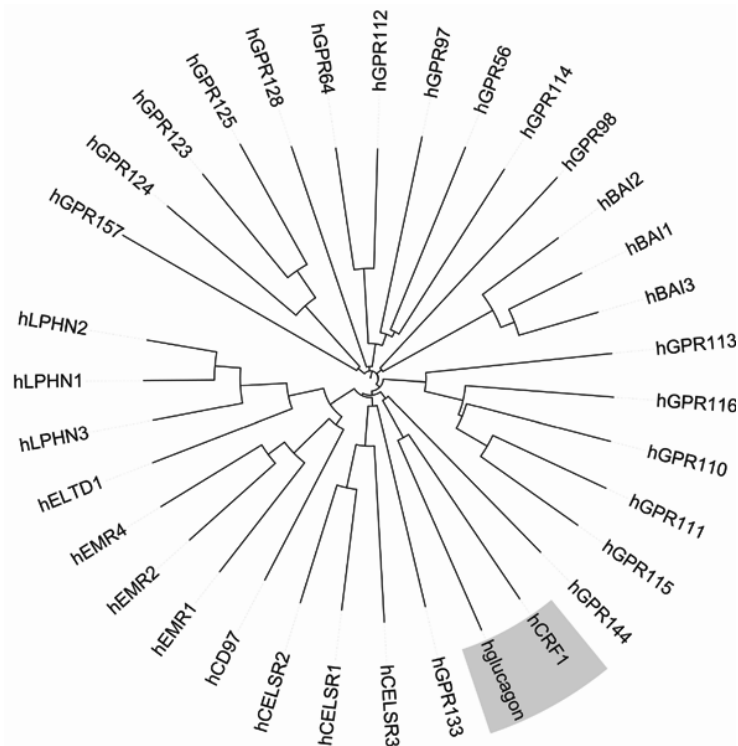 hGPR112
hGPR97
hGPR56
hGPR114
hGPR98
hBAI2
hBAI1
hBAI3
hGPR113
hGPR116
hGPR110
hGPR111
hGPR115
hGPR144
hCRF1
hglucagon
hGPR133
hCELSR3
hCELSR1
hCELSR2
hCD97
hEMR1
hEMR2
hEMR4
hELTD1
hLPHN3
hLPHN1
hLPHN2
hGPR157
hGPR124
hGPR123
hGPR125
hGPR128
hGPR64